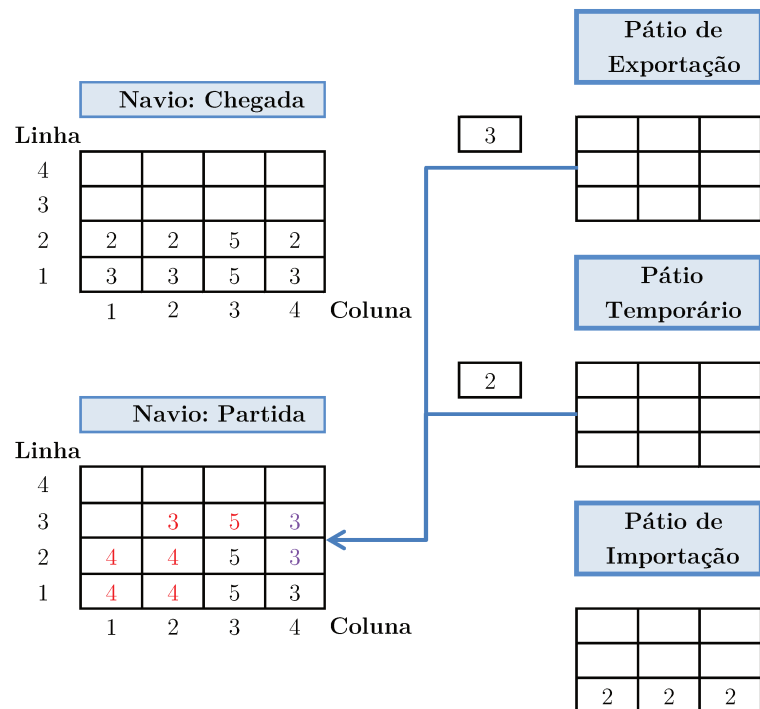 Pátio de
Exportação
Navio: Chegada
3
Linha
4
3
2 2 2 5 2
1 3 3 5 3
1 2 3 4 Coluna
Pátio
Temporário
2
Navio: Partida
Linha
4
3 3 5 3
2 4 4 5 3
1 4 4 5 3
1 2 3 4 Coluna
Pátio de
Importação
2 2 2